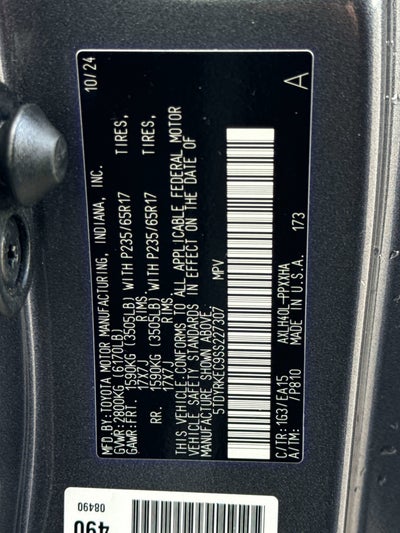 MFD.BY:TOYOTA MOTOR MANUFACTURING, INDIANA, INC. 10/24
GVWR:2800KG (6170LB)
GAWR:FRT. 1590KG (3505LB) WITH P235/65R17 TIRES,
17X7J RIMS
RR. 1590KG (3505LB) WITH P235/65R17 TIRES,
17X7J RIMS
THIS VEHICLE CONFORMS TO ALL APPLICABLE FEDERAL MOTOR
VEHICLE SAFETY STANDARDS IN EFFECT ON THE DATE OF
MANUFACTURE SHOWN ABOVE.
5TDYRKEC9SS227307 MPV
C/TR:1G3/EA15 AXLH40L-PPXXHA 173 A
A/TM: /P810 MADE IN U.S.A.
08490
490